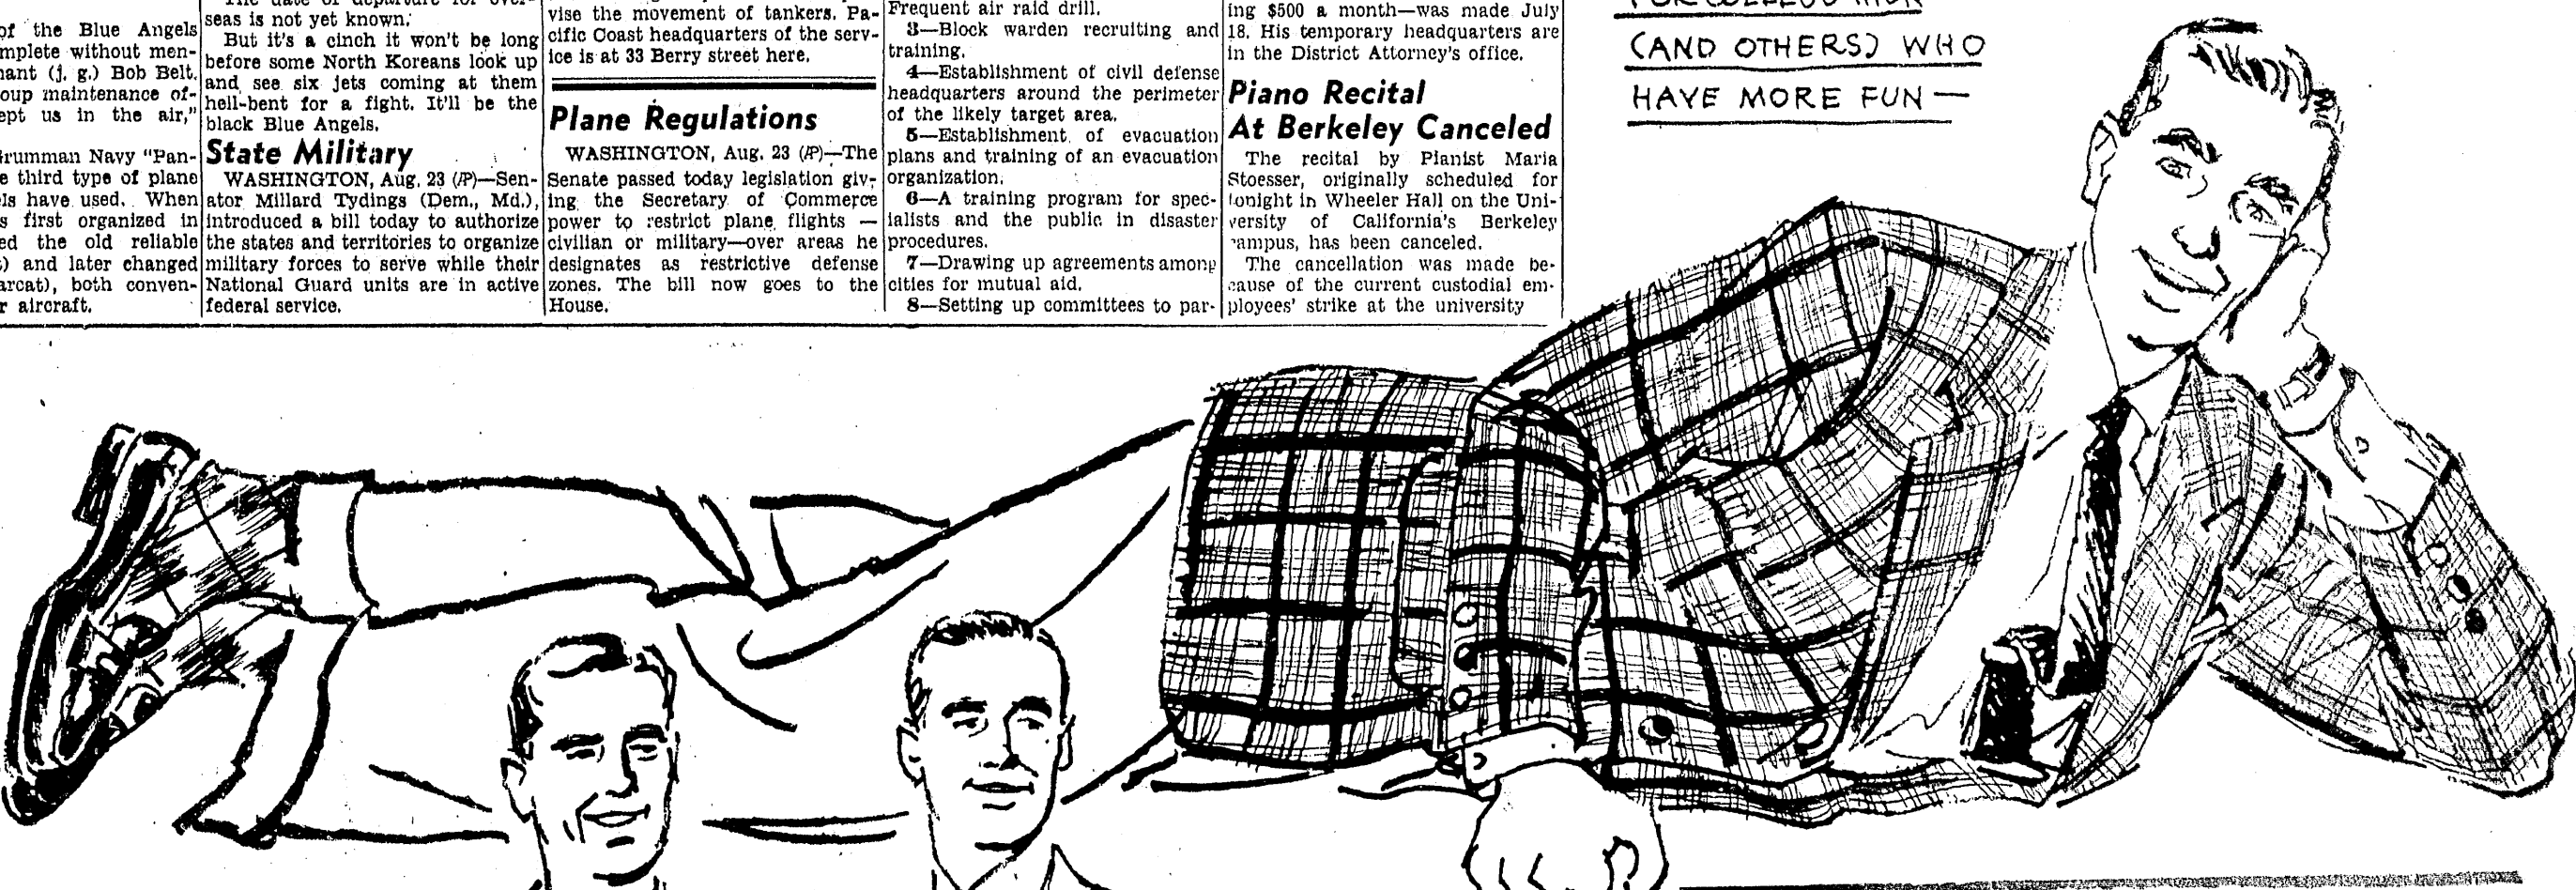 of the Blue Angels
mplete without men-
nant (j. g.) Bob Belt,
oup maintenance of-
ept us in the air,"
Grumman Navy "Pan-
e third type of plane
ls have used. When
s first organized in
ed the old reliable
) and later changed
arcat), both conven-
r aircraft.
The date of departure for over-
seas is not yet known.
But it's a cinch it won't be long
before some North Koreans look up
and see six jets coming at them
hell-bent for a fight. It'll be the
black Blue Angels.
State Military
WASHINGTON, Aug. 23 (AP)—Sen-
ator Millard Tydings (Dem., Md.),
introduced a bill today to authorize
the states and territories to organize
military forces to serve while their
National Guard units are in active
federal service.
vise the movement of tankers. Pa-
cific Coast headquarters of the serv-
ice is at 33 Berry street here.
Plane Regulations
WASHINGTON, Aug. 23 (AP)—The
Senate passed today legislation giv-
ing the Secretary of Commerce
power to restrict plane flights —
civilian or military—over areas he
designates as restrictive defense
zones. The bill now goes to the
House.
Frequent air raid drill.
3—Block warden recruiting and
training.
4—Establishment of civil defense
headquarters around the perimeter
of the likely target area.
5—Establishment of evacuation
plans and training of an evacuation
organization.
6—A training program for spec-
ialists and the public in disaster
procedures.
7—Drawing up agreements among
cities for mutual aid.
8—Setting up committees to par-
ing $500 a month—was made July
18. His temporary headquarters are
in the District Attorney's office.
Piano Recital
At Berkeley Canceled
The recital by Pianist Maria
Stoesser, originally scheduled for
tonight in Wheeler Hall on the Uni-
versity of California's Berkeley
campus, has been canceled.
The cancellation was made be-
cause of the current custodial em-
ployees' strike at the university
FOR COLLEGE MEN
(AND OTHERS) WHO
HAVE MORE FUN —